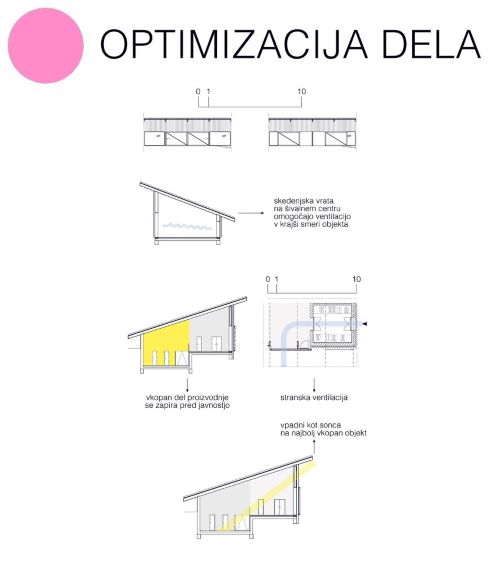 OPTIMIZACIJA DELA
0 1 10
skedenjska vrata
na šivalnem centru
omogočajo ventilacijo
v krajši smeri objekta
0 1 10
vkopan del proizvodnje
se zapira pred javnostjo
stranska ventilacija
vpadni kot sonca
na najbolj vkopan objekt